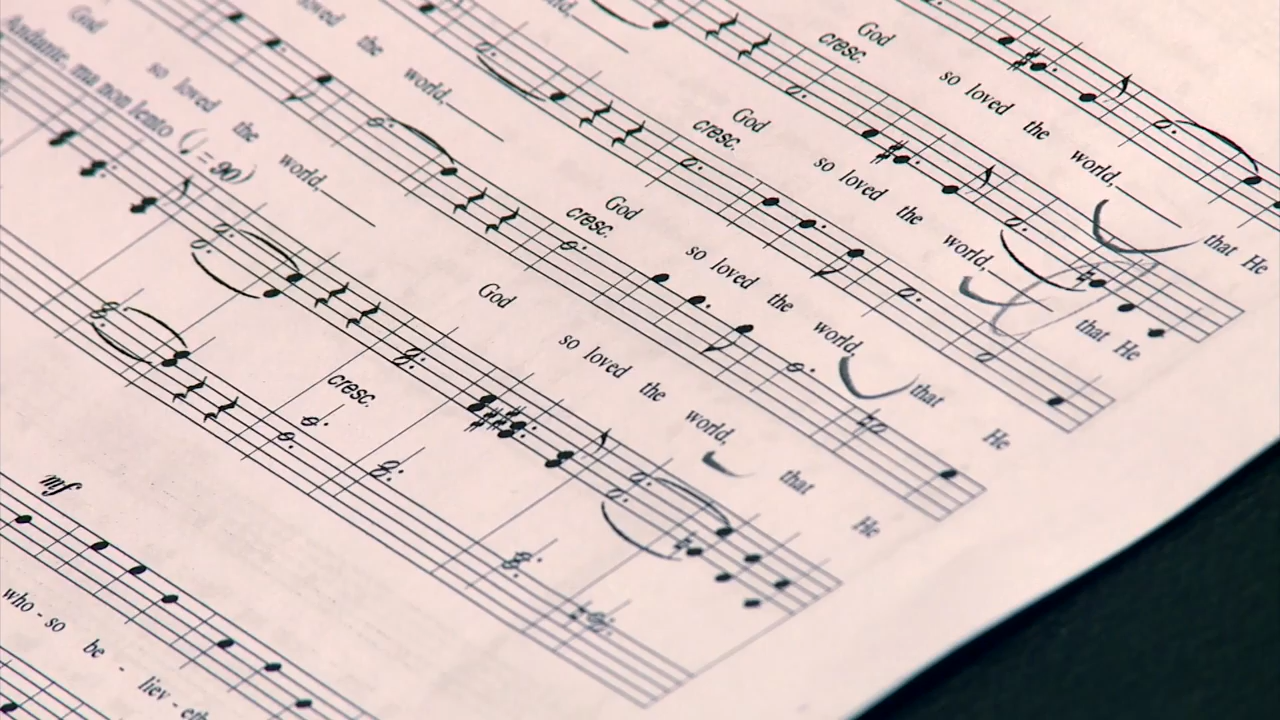 God so loved the world, that He
cresc.
God so loved the world, that He
cresc.
loved the world, God so loved the world, that He
cresc.
God so loved the world, God so loved the world, that He
Andante, ma non lento (♩ = 90)
cresc.
mf
who - so be - liev - eth